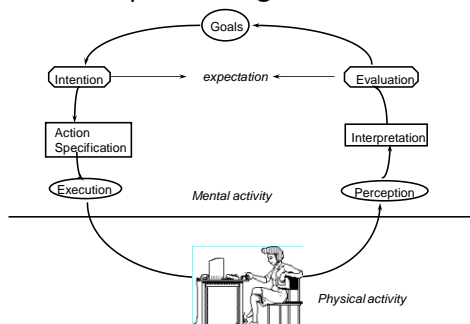 Goals
Intention
expectation
Evaluation
Action
Specification
Interpretation
Execution
Mental activity
Perception
Physical activity